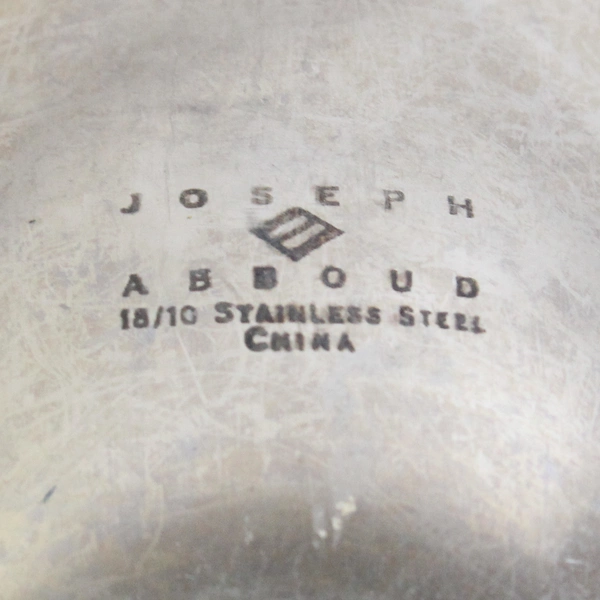 JOSEPH
ABBOUD
18/10 STAINLESS STEEL
CHINA